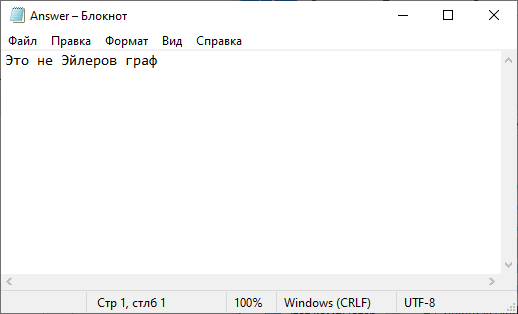 Answer – Блокнот
Файл Правка Формат Вид Справка
Это не Эйлеров граф
Стр 1, стлб 1 100% Windows (CRLF) UTF-8